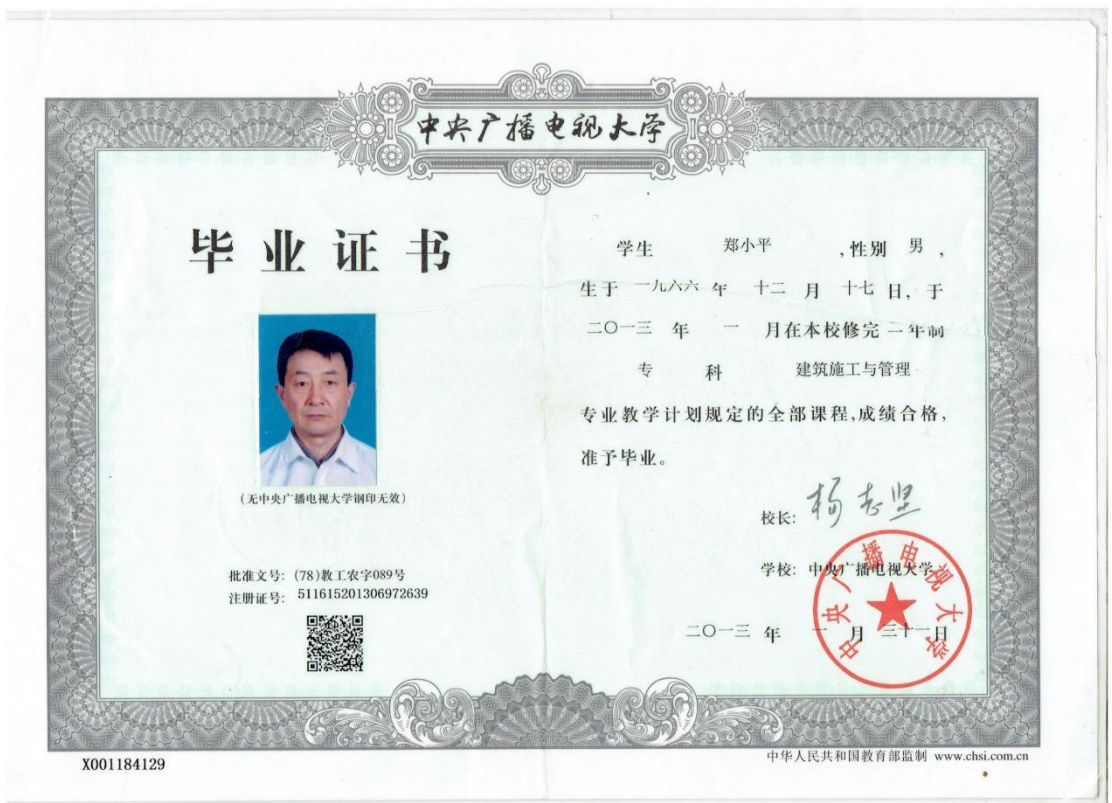 中央广播电视大学
毕业证书
(无中央广播电视大学钢印无效)
批准文号: (78)教工农字089号
注册证号: 511615201306972639
X001184129
学生 郑小平 ,性别 男 ,
生于 一九六六 年 十二 月 十七 日, 于
二〇一三 年 一 月在本校修完 二年制
专 科 建筑施工与管理
专业教学计划规定的全部课程,成绩合格,
准予毕业。
校长: 杨志坚
学校: 中央广播电视大学
二〇一三 年 一 月 三十一日
中央广播电视大学
中华人民共和国教育部监制 www.chsi.com.cn